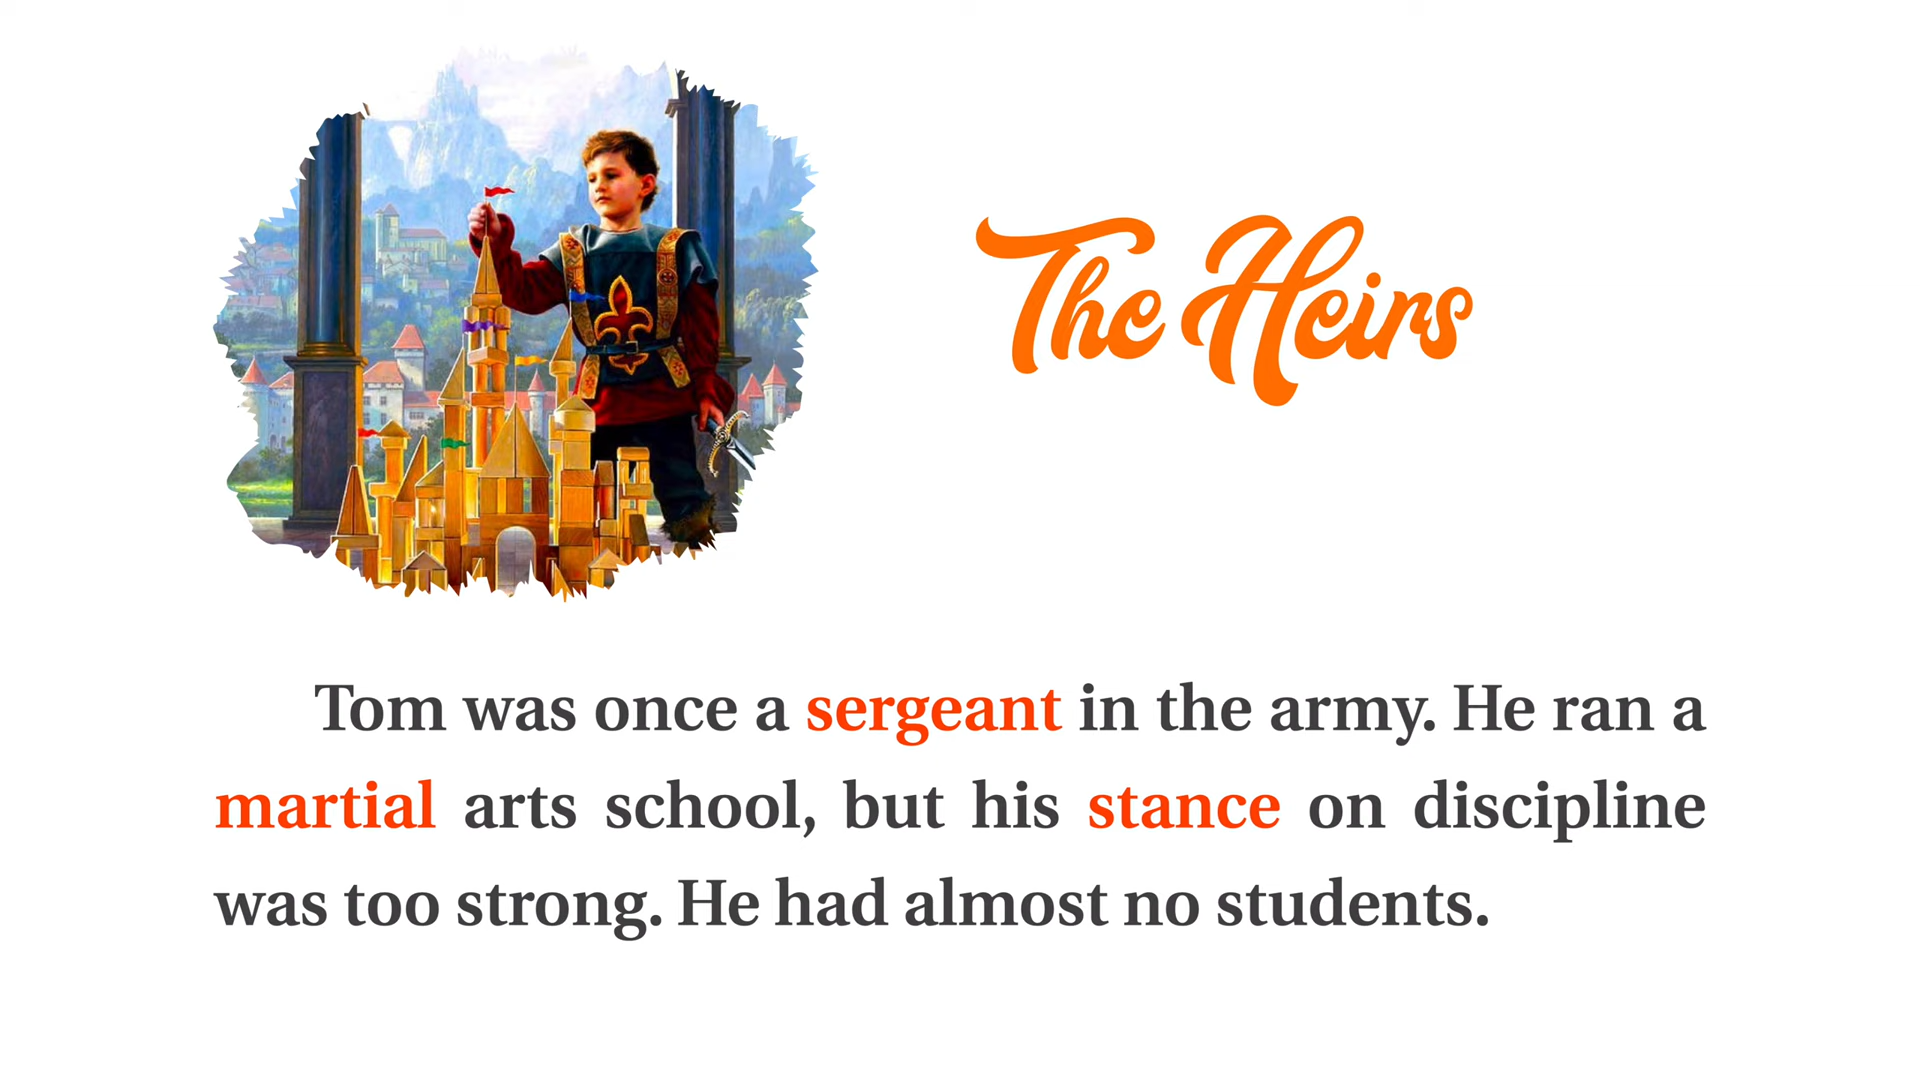 The Heirs
Tom was once a sergeant in the army. He ran a
martial arts school, but his stance on discipline
was too strong. He had almost no students.